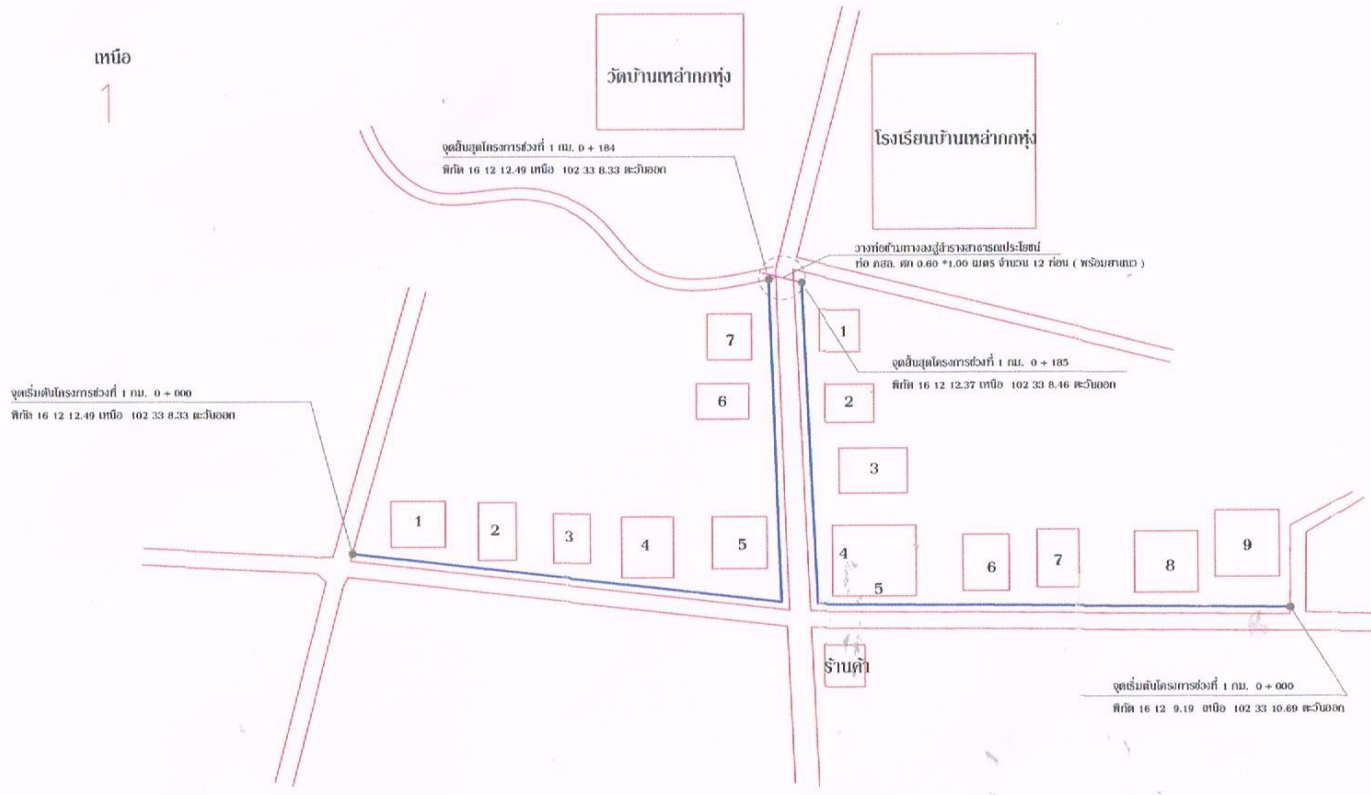 เหนือ
1
วัดบ้านเหล่ากกหุ่ง
โรงเรียนบ้านเหล่ากกหุ่ง
จุดสิ้นสุดโครงการช่วงที่ 1 กม. 0 + 184
พิกัด 16 12 12.49 เหนือ 102 33 8.33 ตะวันออก
วางท่อข้ามทางลงสู่ลำรางสาธารณประโยชน์
ท่อ คสล. ศก 0.60 *1.00 เมตร จำนวน 12 ท่อน ( พร้อมยาแนว )
7
1
จุดสิ้นสุดโครงการช่วงที่ 1 กม. 0 + 185
พิกัด 16 12 12.37 เหนือ 102 33 8.46 ตะวันออก
จุดเริ่มต้นโครงการช่วงที่ 1 กม. 0 + 000
พิกัด 16 12 12.49 เหนือ 102 33 8.33 ตะวันออก
6
2
3
1
2
3
4
5
4
5
6
7
8
9
ร้านค้า
จุดเริ่มต้นโครงการช่วงที่ 1 กม. 0 + 000
พิกัด 16 12 9.19 เหนือ 102 33 10.69 ตะวันออก